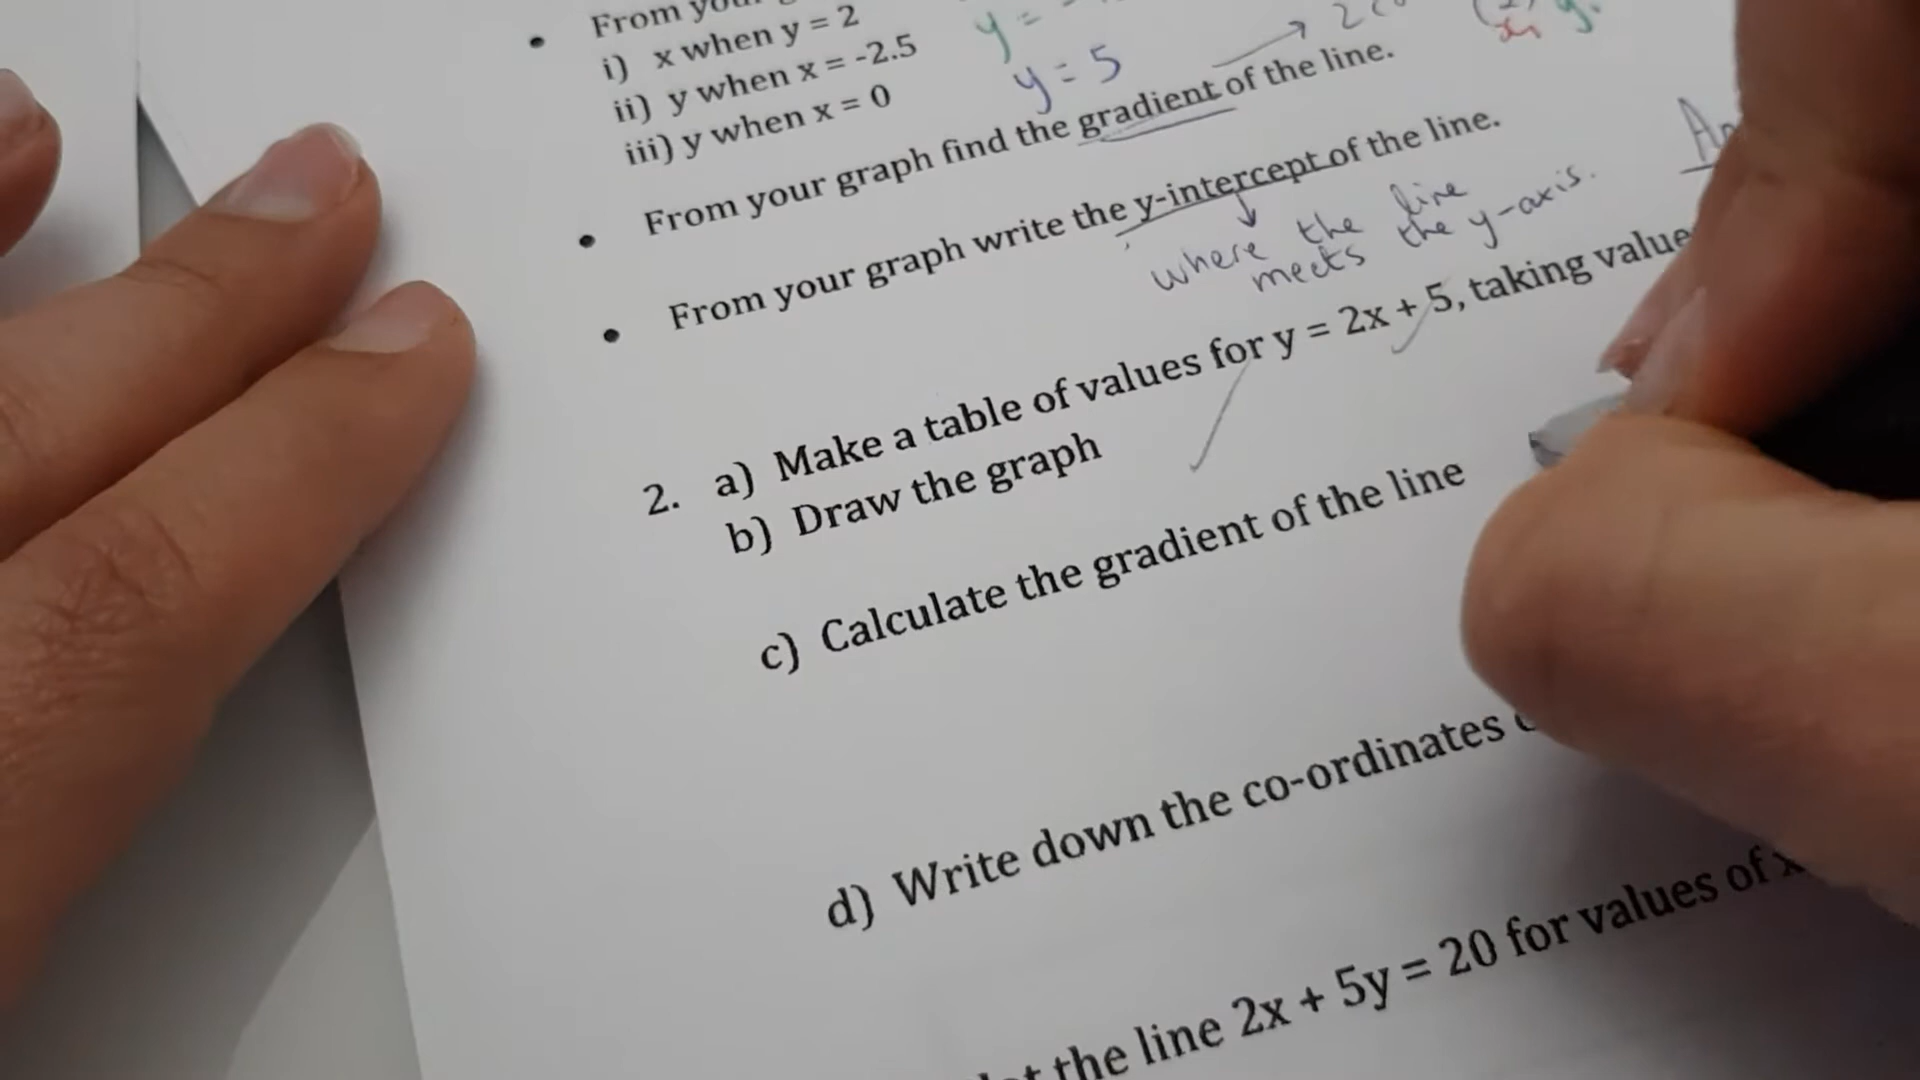 • From your
i) x when y = 2
y =
ii) y when x = -2.5
y = 5
iii) y when x = 0
• From your graph find the gradient of the line.
• From your graph write the y-intercept of the line.
where the line
meets the y-axis.
2. a) Make a table of values for y = 2x + 5, taking value
b) Draw the graph
c) Calculate the gradient of the line
d) Write down the co-ordinates
the line 2x + 5y = 20 for values of x